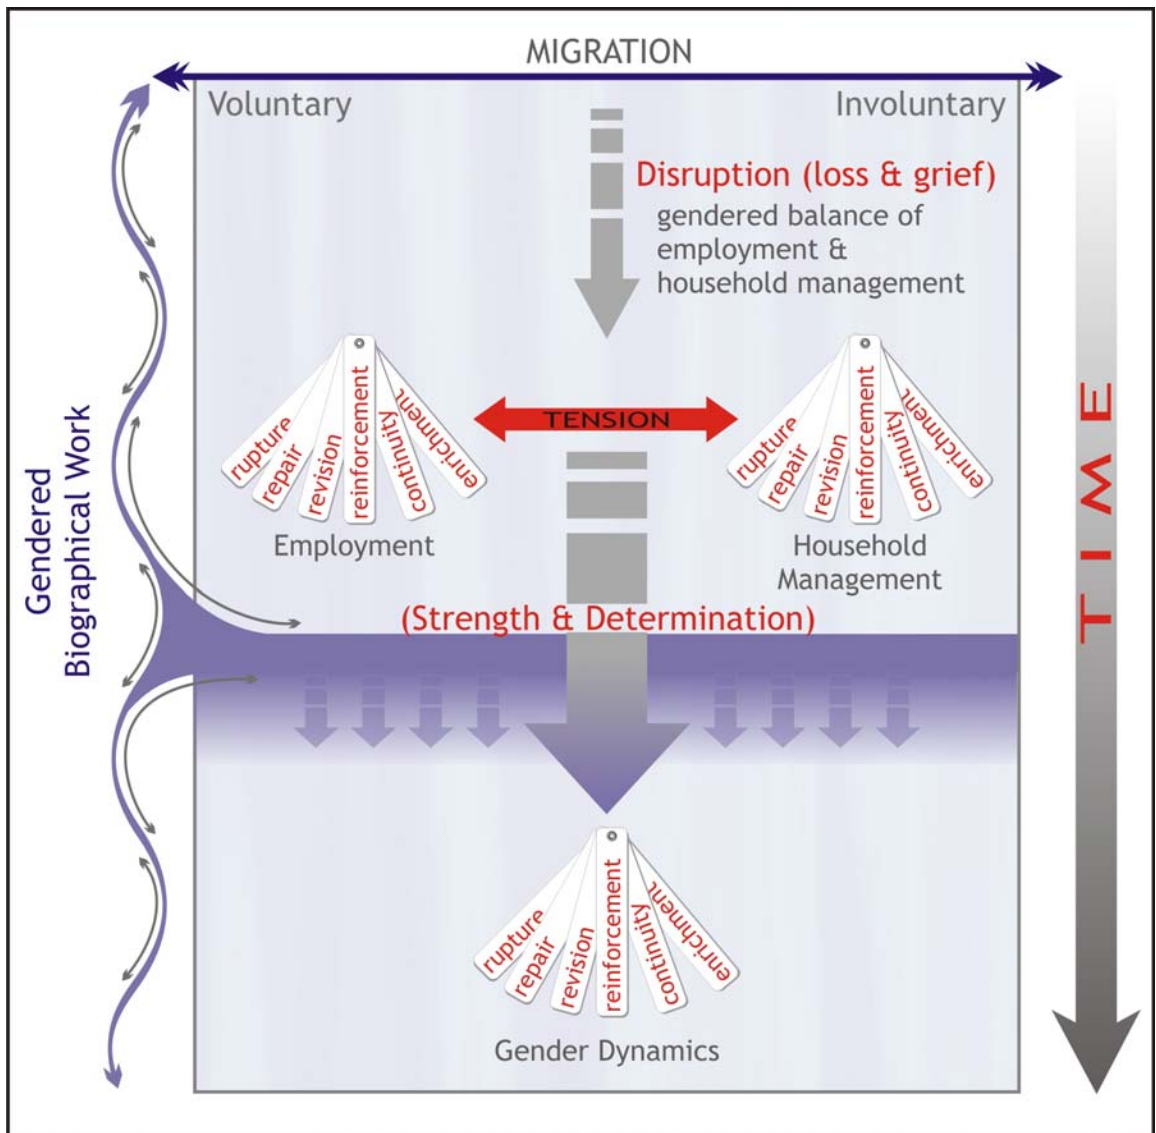 MIGRATION
Voluntary
Involuntary
Disruption (loss & grief)
gendered balance of
employment &
household management
rupture
repair
revision
reinforcement
continuity
enrichment
Employment
TENSION
rupture
repair
revision
reinforcement
continuity
enrichment
Household
Management
(Strength & Determination)
rupture
repair
revision
reinforcement
continuity
enrichment
Gender Dynamics
Gendered
Biographical Work
TIME